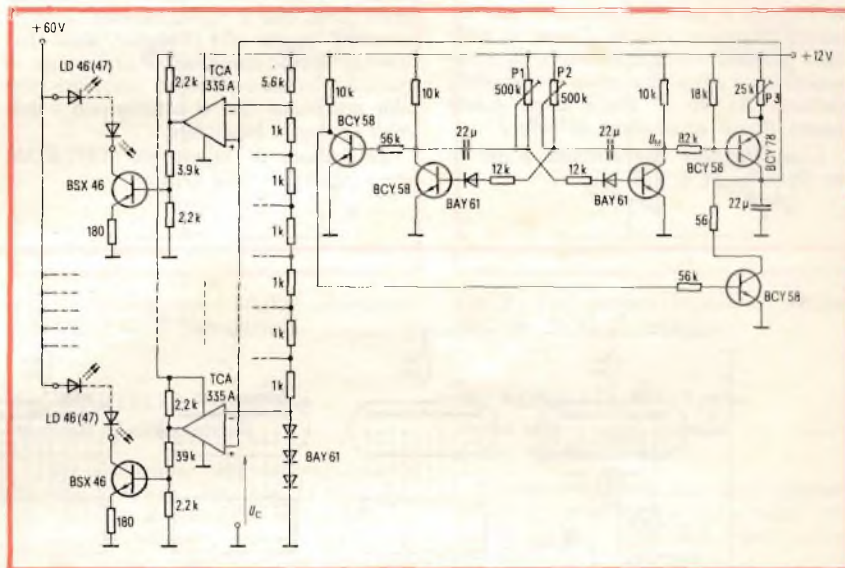 + 60V
LD 46 (47)
BSX 46
180
2,2k
3,9k
2,2k
TCA
335 A
-
+
5.6k
1k
1k
1k
1k
1k
1k
BAY 61
LD 46 (47)
BSX 46
180
2,2k
39k
2,2k
TCA
335 A
-
+
UC
10k
BCY 58
56k
10k
BCY 58
22µ
BAY 61
12k
P1
500k
P2
500k
12k
BAY 61
22µ
10k
82k
18k
BCY 58
25k
P3
BCY 78
+12V
56
22µ
56k
BCY 58